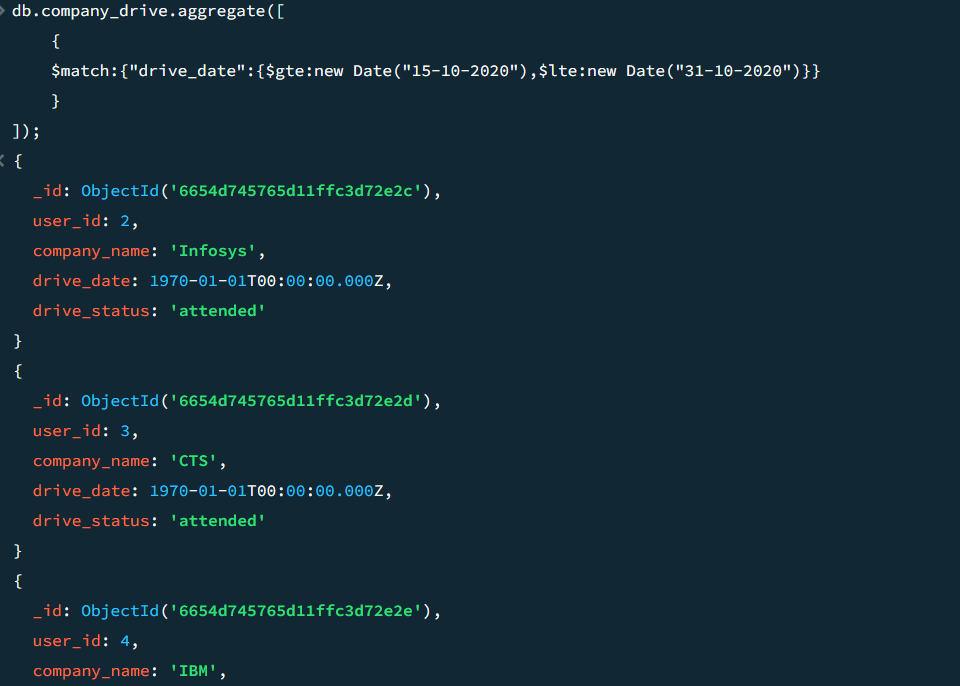 db.company_drive.aggregate([
{
$match:{"drive_date":{$gte:new Date("15-10-2020"),$lte:new Date("31-10-2020")}}
}
]);
{
_id: ObjectId('6654d745765d11ffc3d72e2c'),
user_id: 2,
company_name: 'Infosys',
drive_date: 1970-01-01T00:00:00.000Z,
drive_status: 'attended'
}
{
_id: ObjectId('6654d745765d11ffc3d72e2d'),
user_id: 3,
company_name: 'CTS',
drive_date: 1970-01-01T00:00:00.000Z,
drive_status: 'attended'
}
{
_id: ObjectId('6654d745765d11ffc3d72e2e'),
user_id: 4,
company_name: 'IBM',